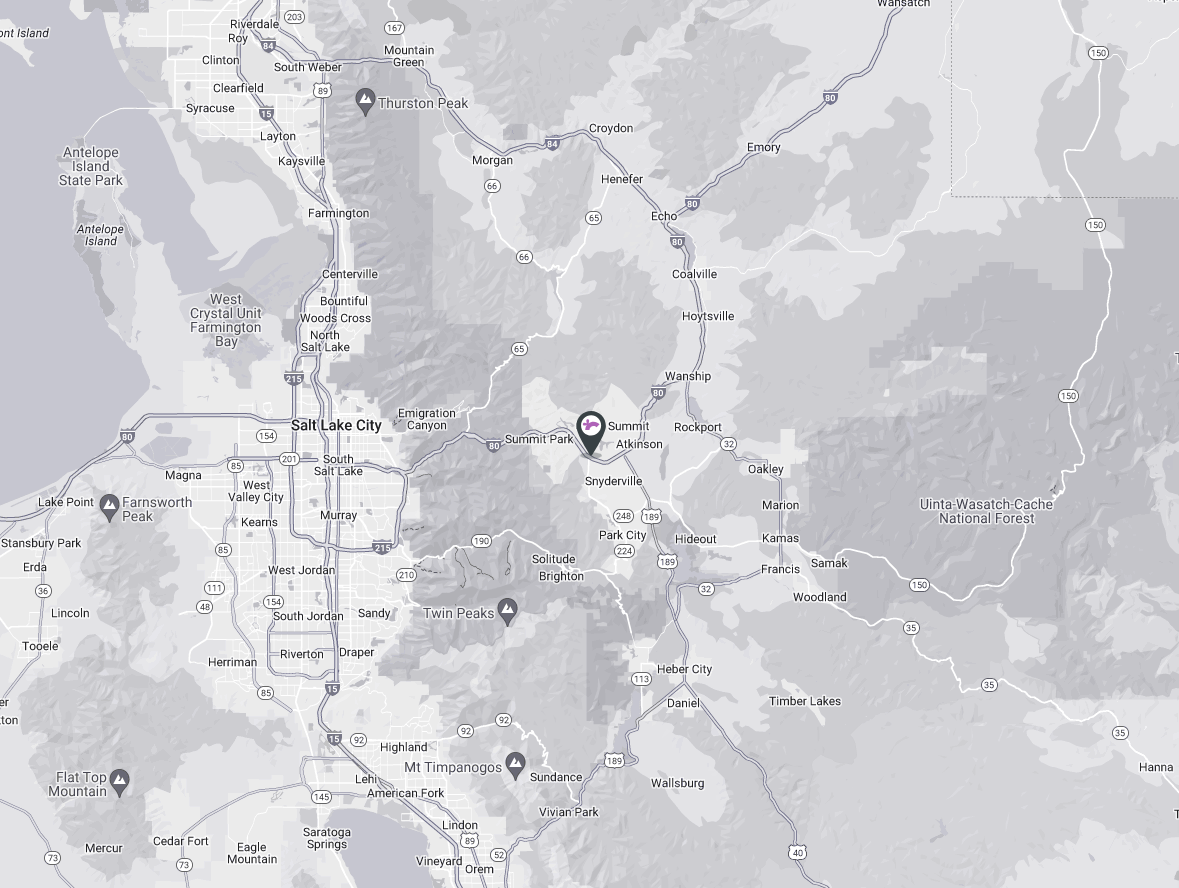 Wahsatch
Riverdale
203
Roy
84
167
ont Island
Mountain
Green
150
Clinton
South Weber
Clearfield
89
80
Syracuse
15
Thurston Peak
Layton
Croydon
84
Emory
Antelope
Island
State Park
Kaysville
Morgan
66
Henefer
80
Farmington
65
Echo
150
Antelope
Island
80
66
Centerville
Coalville
West
Crystal Unit
Farmington
Bay
Bountiful
Woods Cross
Hoytsville
North
Salt Lake
65
215
Wanship
80
150
Emigration
Canyon
Salt Lake City
Summit
Rockport
80
154
80
Summit Park
Atkinson
32
201
South
Salt Lake
85
Magna
Oakley
West
Valley City
Snyderville
Lake Point
Farnsworth
Peak
Marion
Uinta-Wasatch-Cache
National Forest
Kearns
Murray
248
189
Stansbury Park
85
215
190
Park City
Hideout
Kamas
224
Erda
West Jordan
210
Solitude
Brighton
189
Francis
Samak
36
111
154
32
150
48
Woodland
Lincoln
South Jordan
Sandy
Twin Peaks
35
Tooele
Riverton
Draper
Herriman
Heber City
85
15
113
35
er
ton
Daniel
Timber Lakes
92
92
35
15
92
Highland
189
Mt Timpanogos
Sundance
Hanna
Flat Top
Mountain
Lehi
American Fork
Wallsburg
145
Vivian Park
Lindon
Saratoga
Springs
Cedar Fort
89
Mercur
Eagle
Mountain
52
40
73
73
Vineyard
Orem